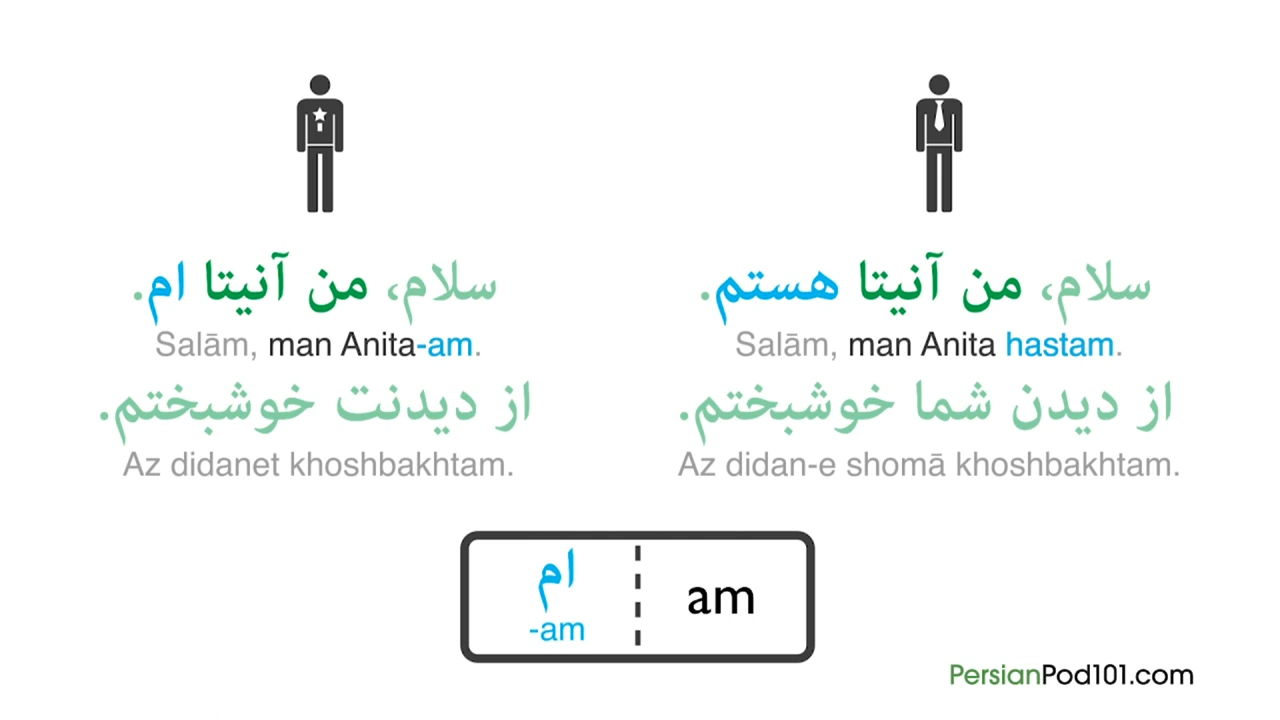 سلام، من آنیتا ام.
Salām, man Anita-am.
از دیدنت خوشبختم.
Az didanet khoshbakhtam.
سلام، من آنیتا هستم.
Salām, man Anita hastam.
از دیدن شما خوشبختم.
Az didan-e shomā khoshbakhtam.
ام
-am
am
PersianPod101.com